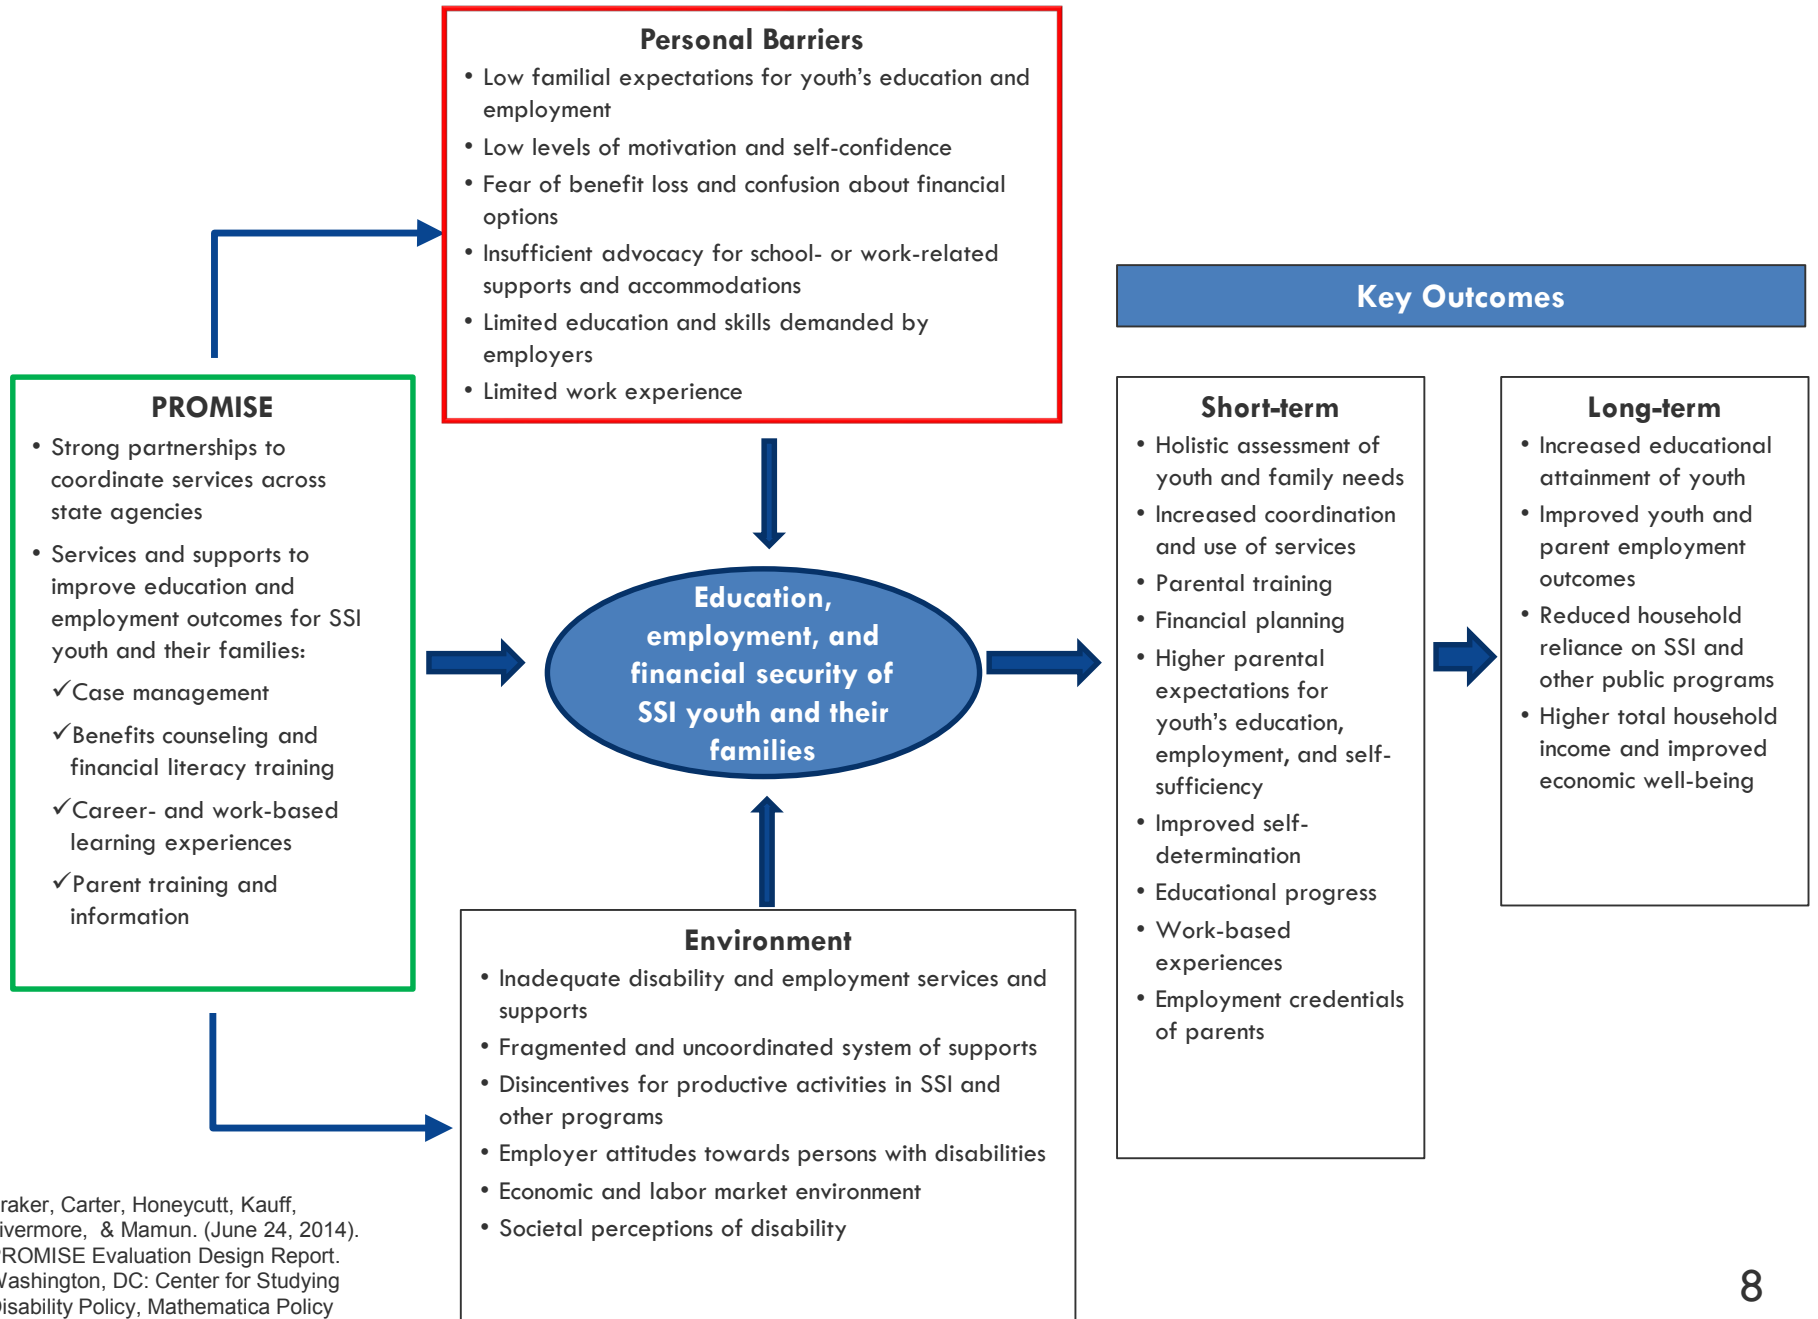 Personal Barriers
• Low familial expectations for youth's education and
employment
• Low levels of motivation and self-confidence
• Fear of benefit loss and confusion about financial
options
• Insufficient advocacy for school- or work-related
supports and accommodations
• Limited education and skills demanded by
employers
• Limited work experience
Key Outcomes
PROMISE
• Strong partnerships to
coordinate services across
state agencies
• Services and supports to
improve education and
employment outcomes for SSI
youth and their families:
✓Case management
✓Benefits counseling and
financial literacy training
✓Career- and work-based
learning experiences
✓Parent training and
information
Education,
employment, and
financial security of
SSI youth and their
families
Short-term
• Holistic assessment of
youth and family needs
• Increased coordination
and use of services
• Parental training
• Financial planning
• Higher parental
expectations for
youth's education,
employment, and self-
sufficiency
• Improved self-
determination
• Educational progress
• Work-based
experiences
• Employment credentials
of parents
Long-term
• Increased educational
attainment of youth
• Improved youth and
parent employment
outcomes
• Reduced household
reliance on SSI and
other public programs
• Higher total household
income and improved
economic well-being
Environment
• Inadequate disability and employment services and
supports
• Fragmented and uncoordinated system of supports
• Disincentives for productive activities in SSI and
other programs
• Employer attitudes towards persons with disabilities
• Economic and labor market environment
• Societal perceptions of disability
raker, Carter, Honeycutt, Kauff,
ivermore, & Mamun. (June 24, 2014).
PROMISE Evaluation Design Report.
Washington, DC: Center for Studying
Disability Policy, Mathematica Policy
8